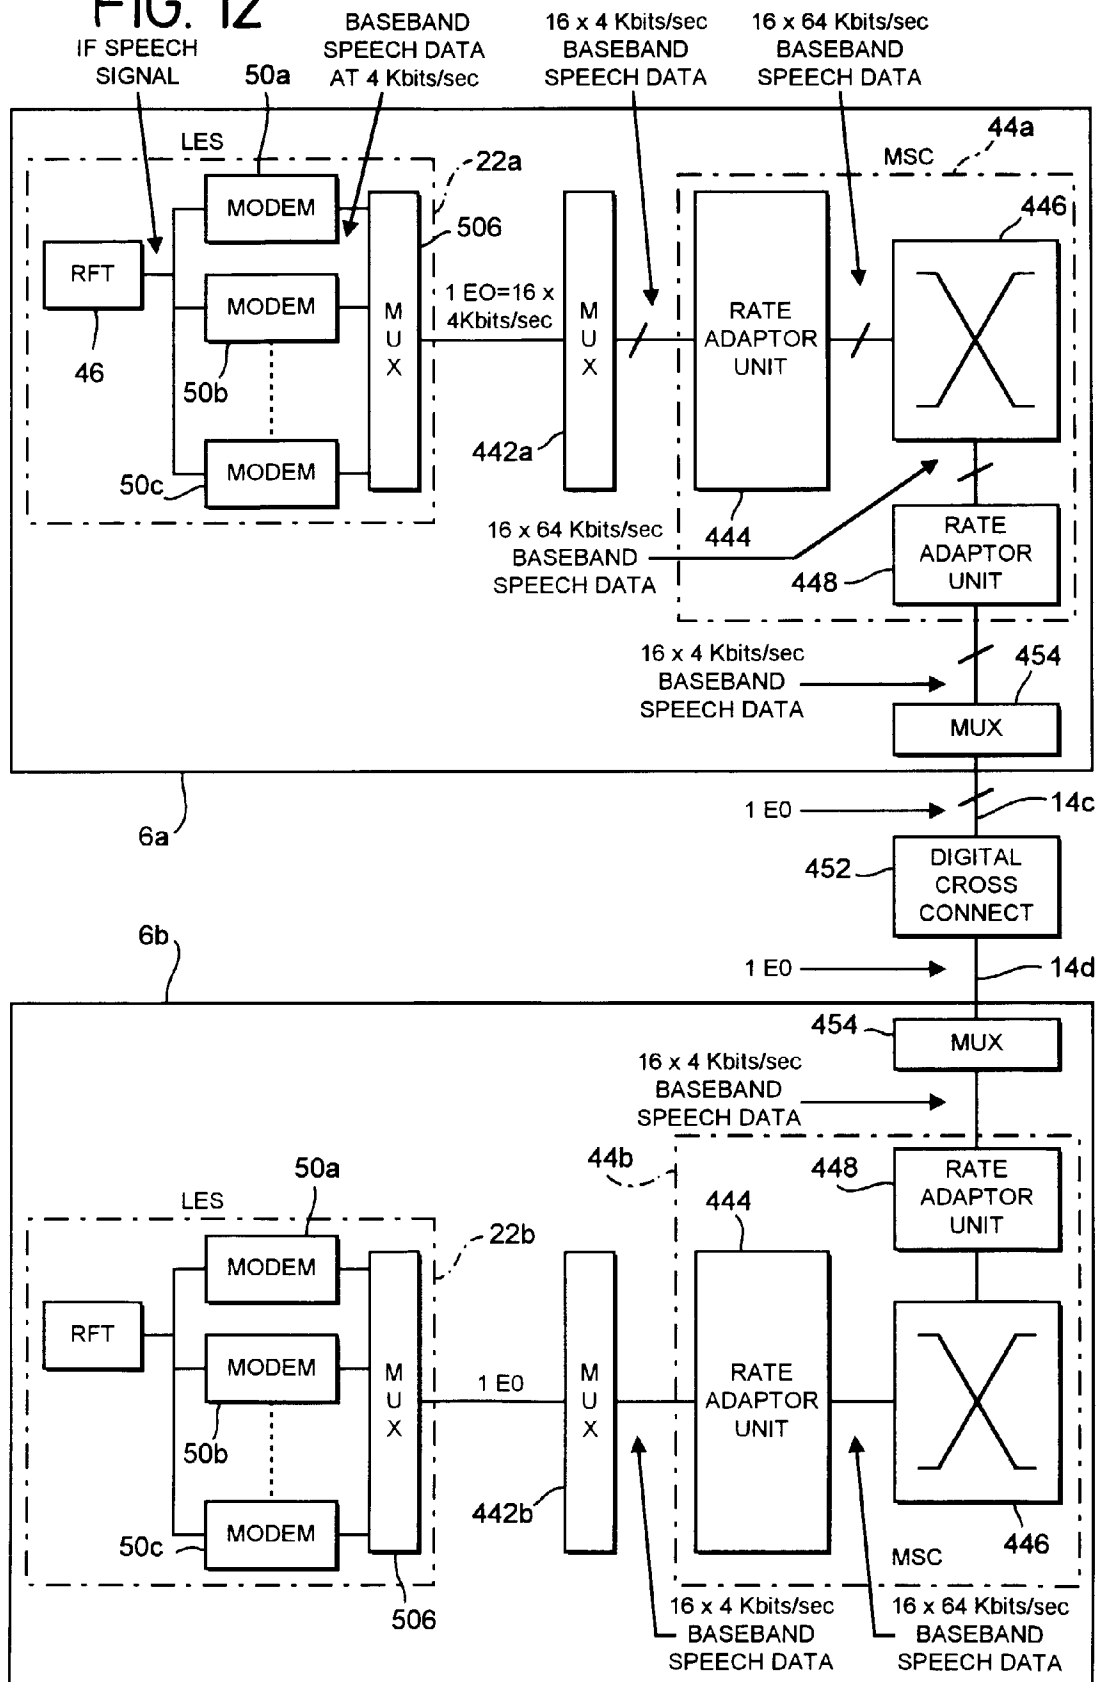 FIG. 12
IF SPEECH
SIGNAL
50a
BASEBAND
SPEECH DATA
AT 4 Kbits/sec
16 x 4 Kbits/sec
BASEBAND
SPEECH DATA
16 x 64 Kbits/sec
BASEBAND
SPEECH DATA
LES
22a
MSC
44a
MODEM
506
446
RFT
MODEM
MUX
1 EO=16 x
4Kbits/sec
MUX
RATE
ADAPTOR
UNIT
46
50b
442a
MODEM
50c
444
16 x 64 Kbits/sec
BASEBAND
SPEECH DATA
RATE
ADAPTOR
UNIT
448
16 x 4 Kbits/sec
BASEBAND
SPEECH DATA
454
MUX
6a
1 E0
14c
452
DIGITAL
CROSS
CONNECT
6b
1 E0
14d
454
MUX
16 x 4 Kbits/sec
BASEBAND
SPEECH DATA
44b
448
RATE
ADAPTOR
UNIT
50a
LES
22b
444
MODEM
RFT
MODEM
MUX
1 E0
MUX
RATE
ADAPTOR
UNIT
50b
442b
MODEM
50c
446
MSC
506
16 x 4 Kbits/sec
BASEBAND
SPEECH DATA
16 x 64 Kbits/sec
BASEBAND
SPEECH DATA